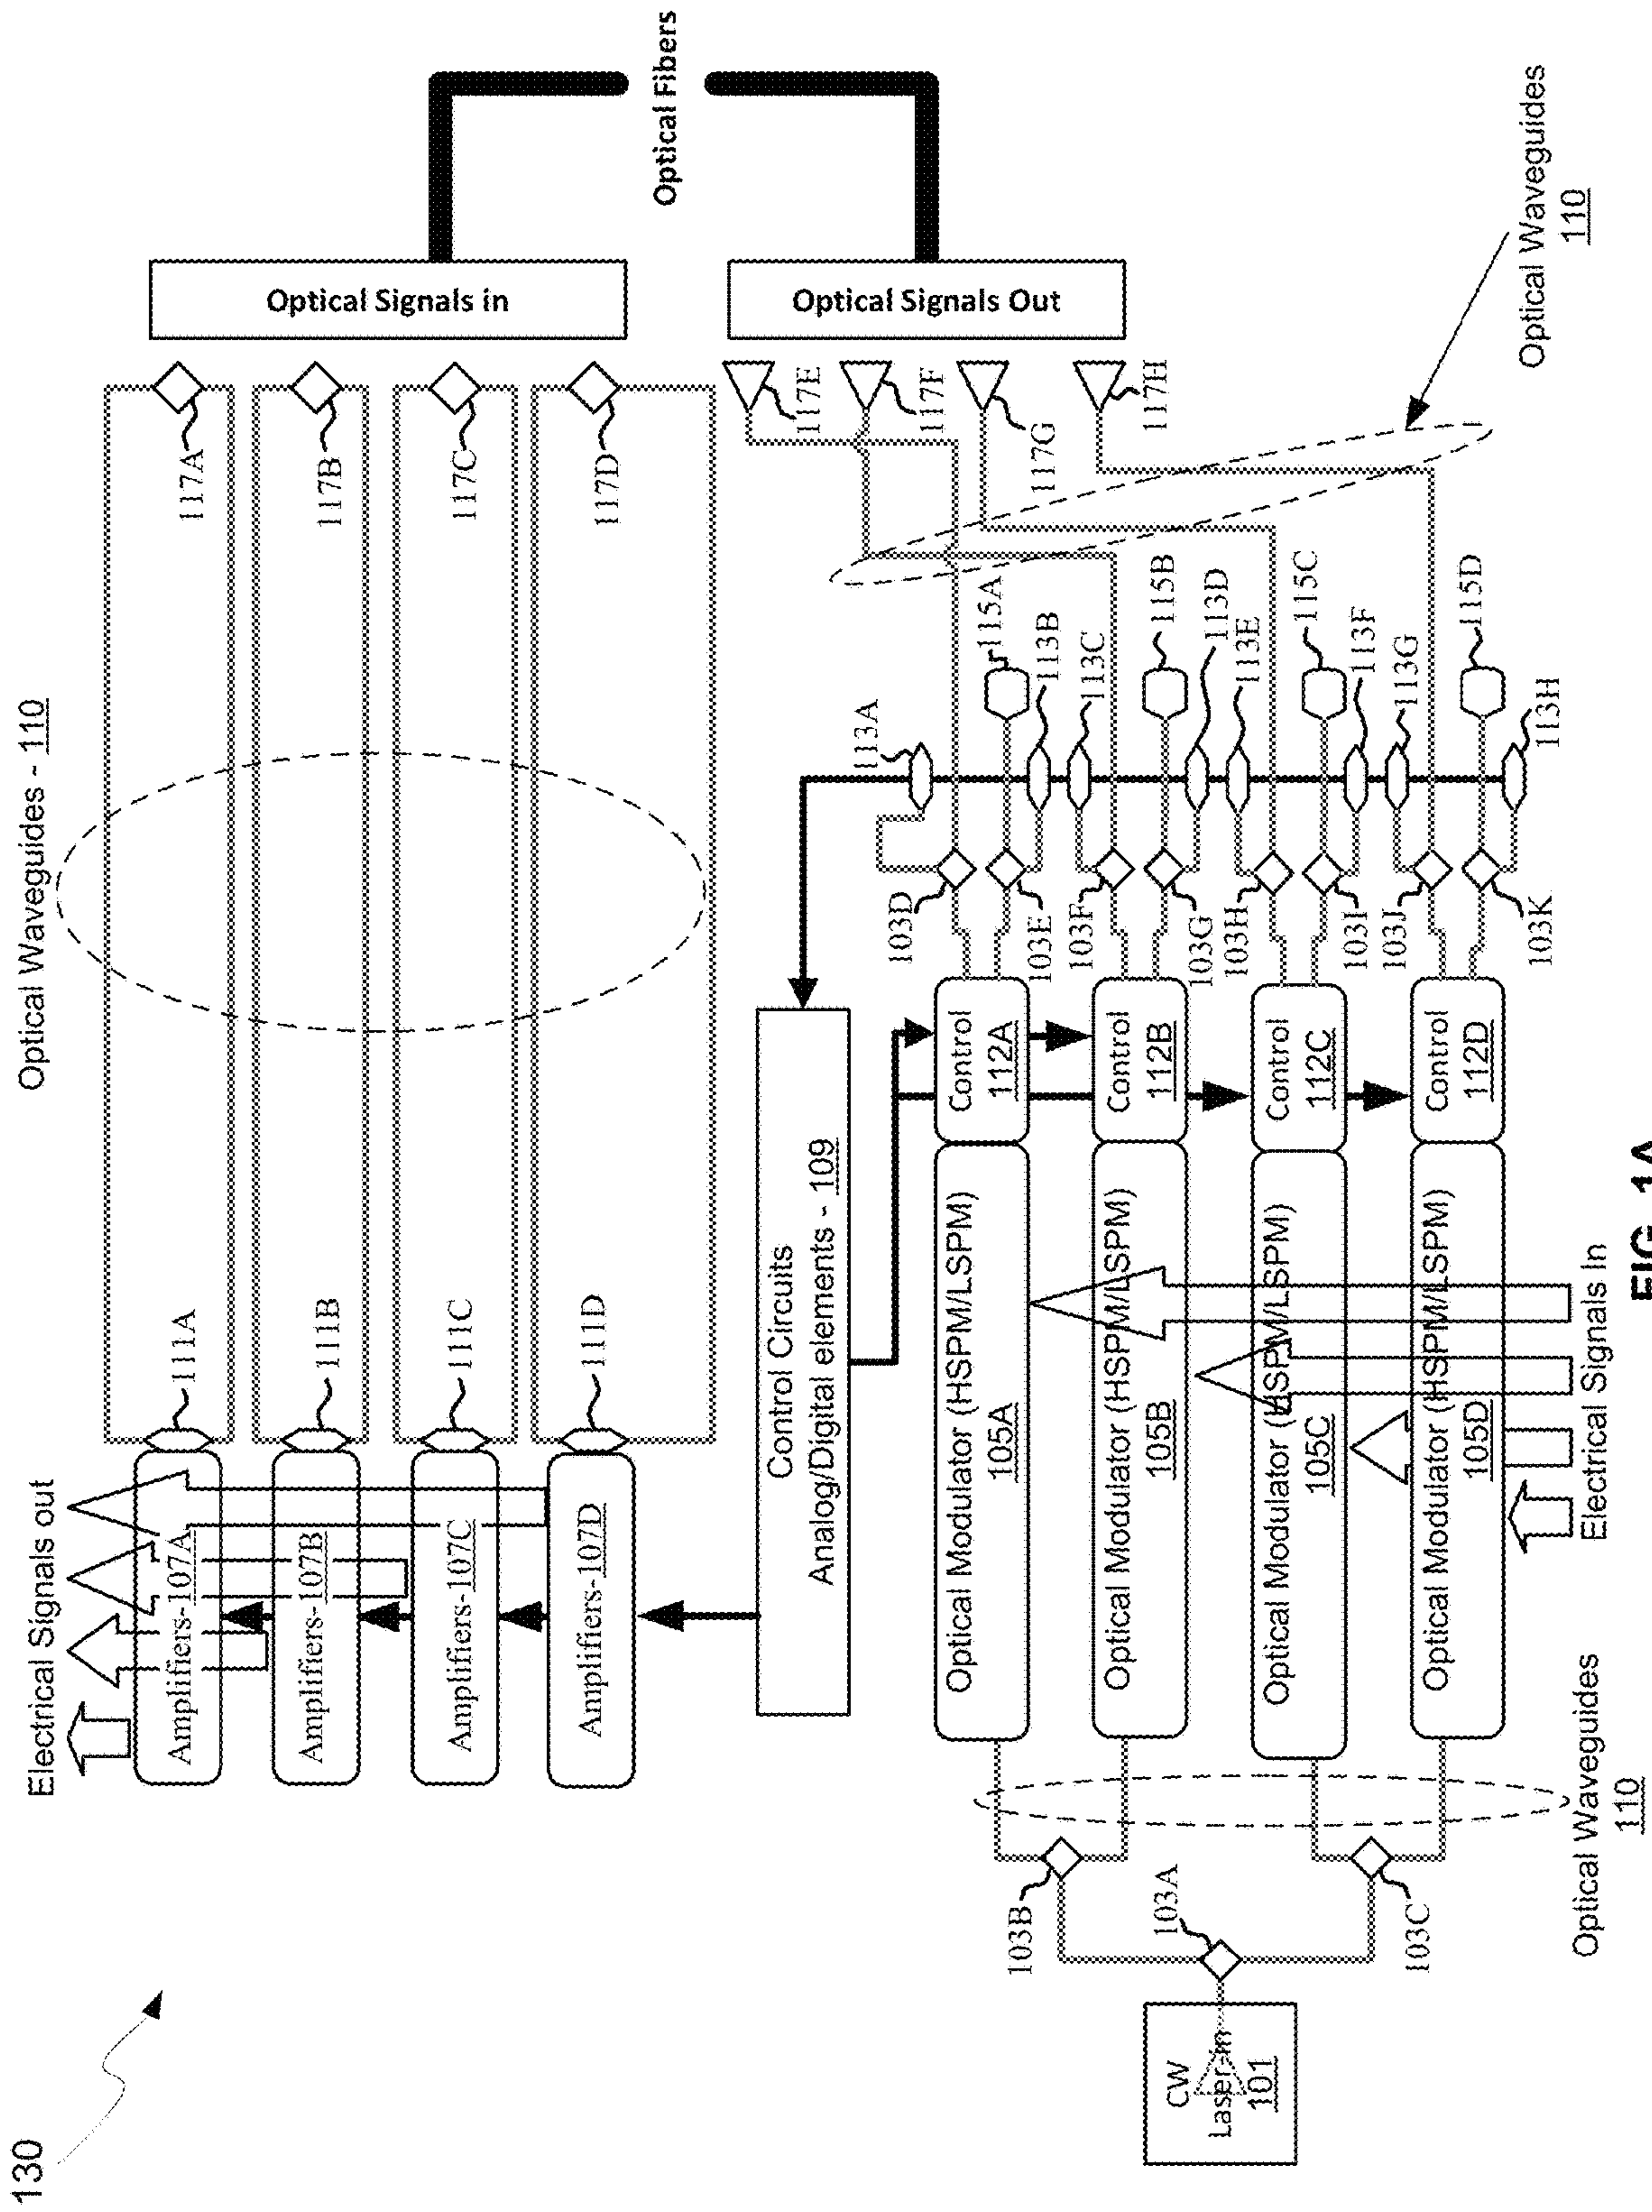 130
Optical Waveguides - 110
Electrical Signals out
Amplifiers-107A
Amplifiers-107B
Amplifiers-107C
Amplifiers-107D
111A
111B
111C
111D
117A
117B
117C
117D
Optical Signals in
Optical Fibers
Optical Signals Out
117E
117F
117G
117H
Optical Waveguides
110
Control Circuits
Analog/Digital elements - 109
CW
Laser-in
101
103A
103B
103C
Optical Waveguides
110
Optical Modulator (HSPM/LSPM)
105A
Optical Modulator (HSPM/LSPM)
105B
Optical Modulator (HSPM/LSPM)
105C
Optical Modulator (HSPM/LSPM)
105D
Electrical Signals In
Control
112A
Control
112B
Control
112C
Control
112D
103D
103E
103F
103G
103H
103I
103J
103K
113A
115A
113B
113C
115B
113D
113E
115C
113F
113G
115D
113H
FIG. 1A